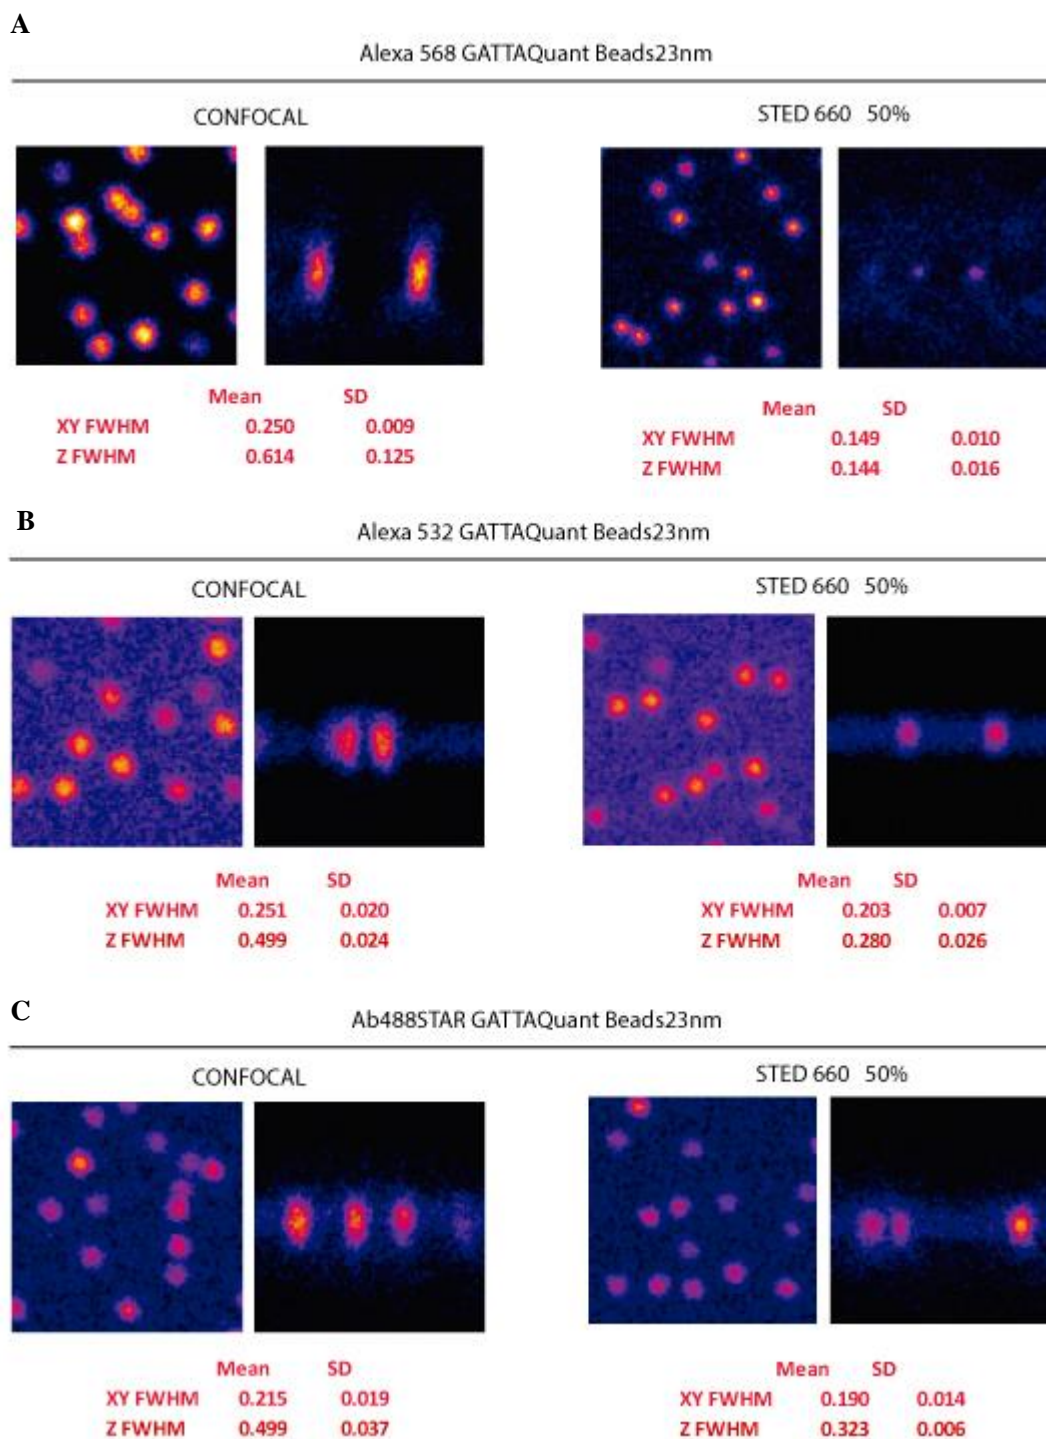 A
Alexa 568 GATTAQuant Beads23nm
CONFOCAL
STED 660 50%
Mean SD
XY FWHM 0.250 0.009
Z FWHM 0.614 0.125
Mean SD
XY FWHM 0.149 0.010
Z FWHM 0.144 0.016
B
Alexa 532 GATTAQuant Beads23nm
CONFOCAL
STED 660 50%
Mean SD
XY FWHM 0.251 0.020
Z FWHM 0.499 0.024
Mean SD
XY FWHM 0.203 0.007
Z FWHM 0.280 0.026
C
Ab488STAR GATTAQuant Beads23nm
CONFOCAL
STED 660 50%
Mean SD
XY FWHM 0.215 0.019
Z FWHM 0.499 0.037
Mean SD
XY FWHM 0.190 0.014
Z FWHM 0.323 0.006